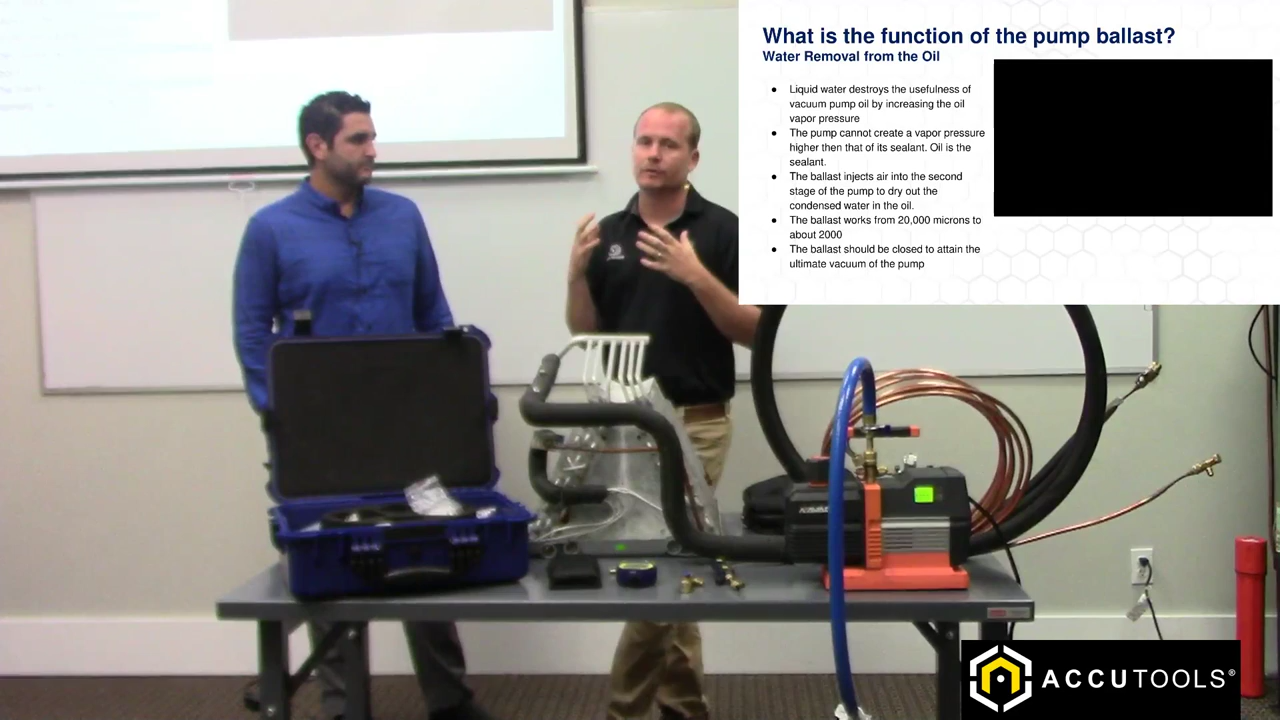 What is the function of the pump ballast?
Water Removal from the Oil
● Liquid water destroys the usefulness of
vacuum pump oil by increasing the oil
vapor pressure
● The pump cannot create a vapor pressure
higher then that of its sealant. Oil is the
sealant.
● The ballast injects air into the second
stage of the pump to dry out the
condensed water in the oil.
● The ballast works from 20,000 microns to
about 2000
● The ballast should be closed to attain the
ultimate vacuum of the pump
ACCUTOOLS®